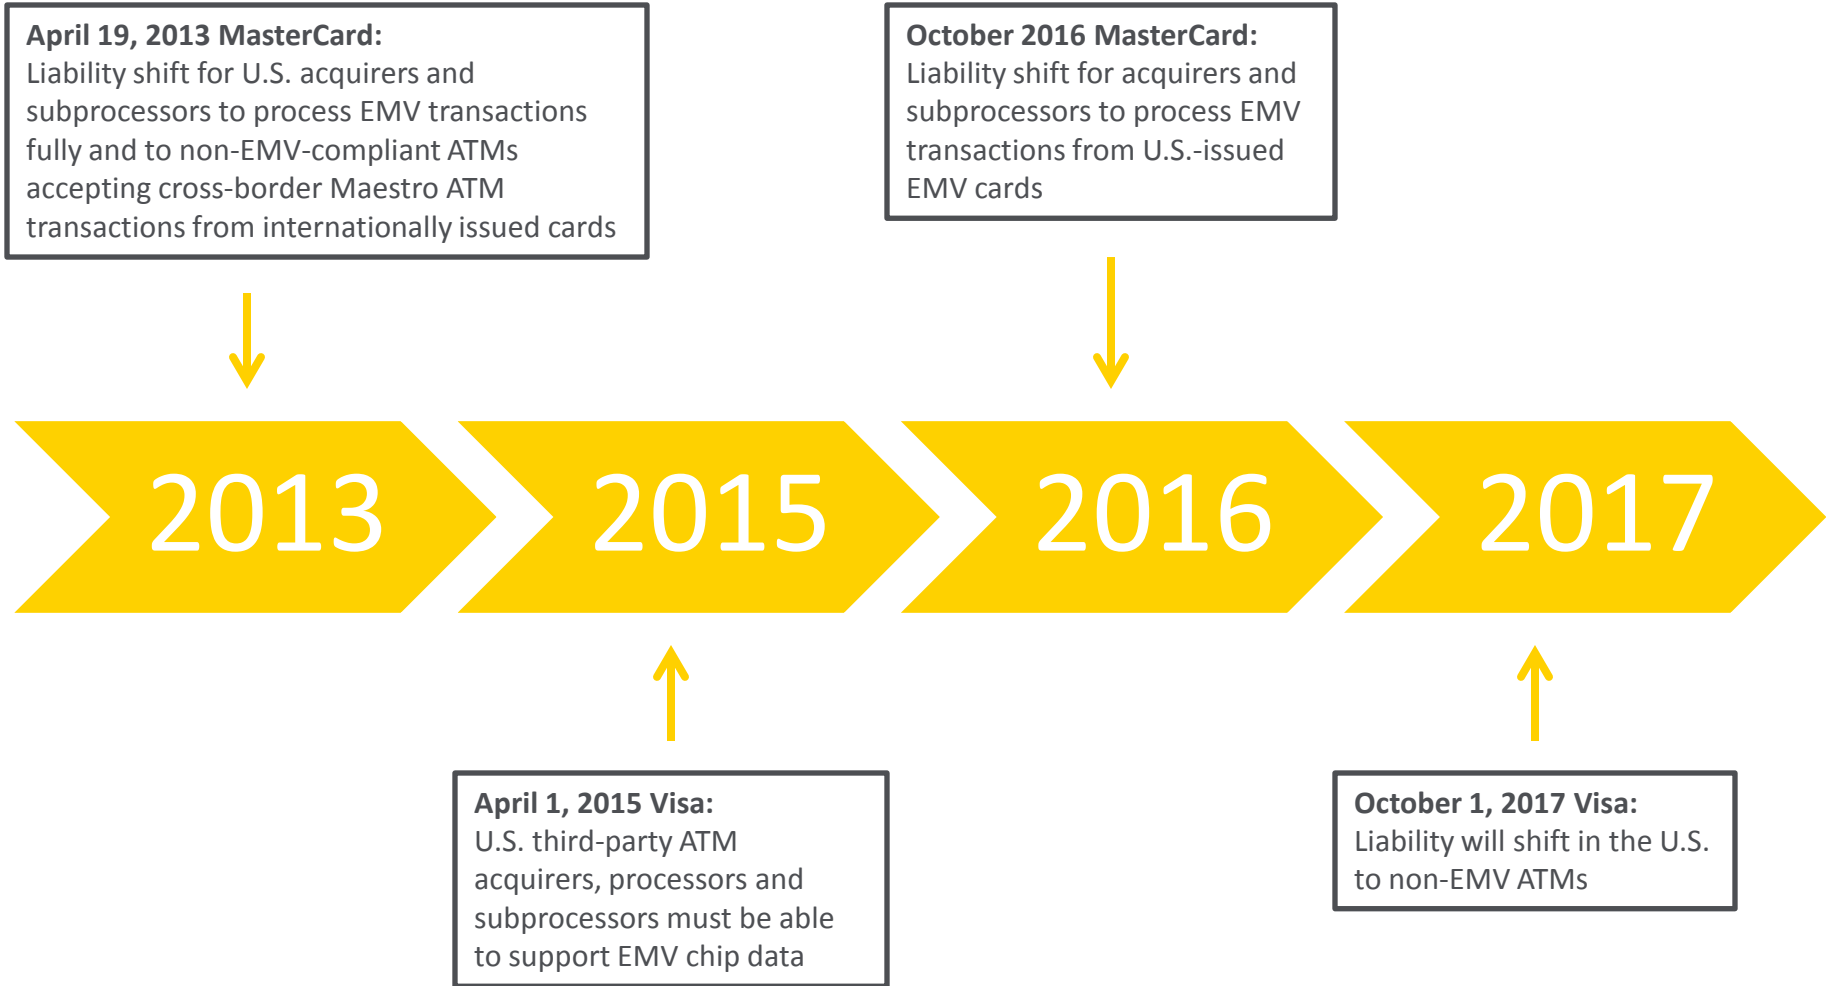 April 19, 2013 MasterCard:
Liability shift for U.S. acquirers and
subprocessors to process EMV transactions
fully and to non-EMV-compliant ATMs
accepting cross-border Maestro ATM
transactions from internationally issued cards
October 2016 MasterCard:
Liability shift for acquirers and
subprocessors to process EMV
transactions from U.S.-issued
EMV cards
2013
2015
2016
2017
April 1, 2015 Visa:
U.S. third-party ATM
acquirers, processors and
subprocessors must be able
to support EMV chip data
October 1, 2017 Visa:
Liability will shift in the U.S.
to non-EMV ATMs